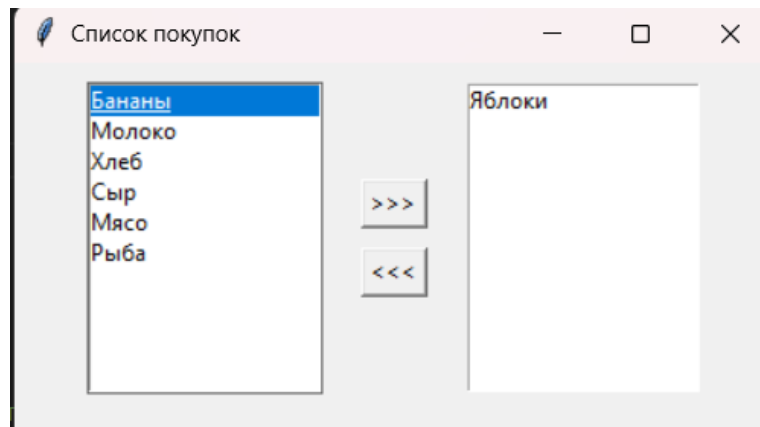 Список покупок
Бананы
Молоко
Хлеб
Сыр
Мясо
Рыба
>>>
<<<
Яблоки